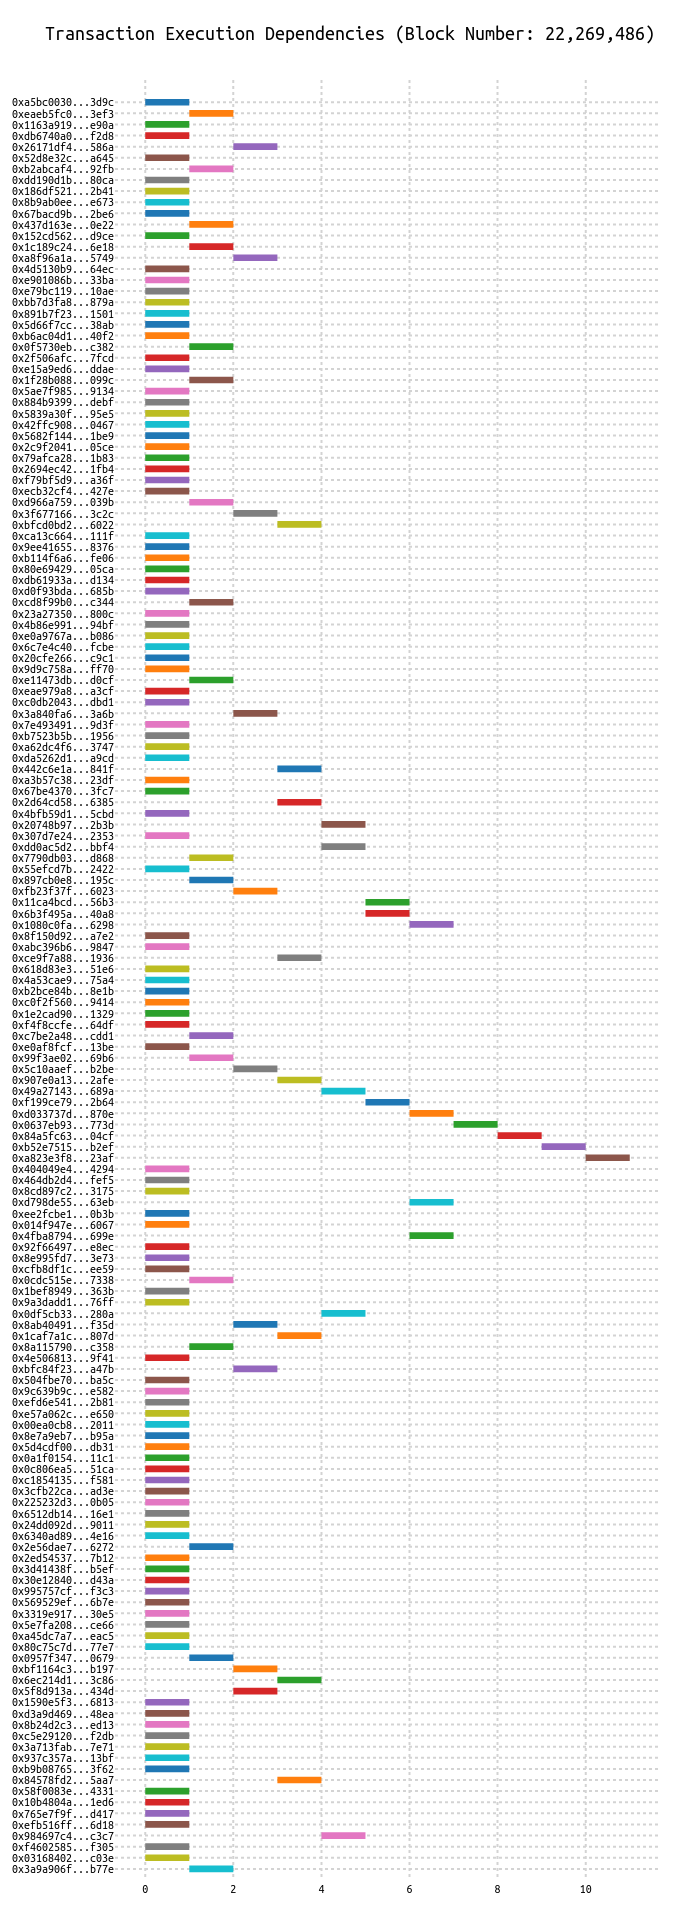 Transaction Execution Dependencies (Block Number: 22,269,486)
0xa5bc0030...3d9c
0xeaeb5fc0...3ef3
0x1163a919...e90a
0xdb6740a0...f2d8
0x26171df4...586a
0x52d8e32c...a645
0xb2abcaf4...92fb
0xdd190d1b...80ca
0x186df521...2b41
0x8b9ab0ee...e673
0x67bacd9b...2be6
0x437d163e...0e22
0x152cd562...d9ce
0x1c189c24...6e18
0xa8f96a1a...5749
0x4d5130b9...64ec
0xe901086b...33ba
0xe79bc119...10ae
0xbb7d3fa8...879a
0x891b7f23...1501
0x5d66f7cc...38ab
0xb6ac04d1...40f2
0x0f5730eb...c382
0x2f506afc...7fcd
0xe15a9ed6...ddae
0x1f28b088...099c
0x5ae7f985...9134
0x884b9399...debf
0x5839a30f...95e5
0x42ffc908...0467
0x5682f144...1be9
0x2c9f2041...05ce
0x79afca28...1b83
0x2694ec42...1fb4
0xf79bf5d9...a36f
0xecb32cf4...427e
0xd966a759...039b
0x3f677166...3c2c
0xbfcd0bd2...6022
0xca13c664...111f
0x9ee41655...8376
0xb114f6a6...fe06
0x80e69429...05ca
0xdb61933a...d134
0xd0f93bda...685b
0xcd8f99b0...c344
0x23a27350...800c
0x4b86e991...94bf
0xe0a9767a...b086
0x6c7e4c40...fcbe
0x20cfe266...c9c1
0x9d9c758a...ff70
0xe11473db...d0cf
0xeae979a8...a3cf
0xc0db2043...dbd1
0x3a840fa6...3a6b
0x7e493491...9d3f
0xb7523b5b...1956
0xa62dc4f6...3747
0xda5262d1...a9cd
0x442c6e1a...841f
0xa3b57c38...23df
0x67be4370...3fc7
0x2d64cd58...6385
0x4bfb59d1...5cbd
0x20748b97...2b3b
0x307d7e24...2353
0xdd0ac5d2...bbf4
0x7790db03...d868
0x55efcd7b...2422
0x897cb0e8...195c
0xfb23f37f...6023
0x11ca4bcd...56b3
0x6b3f495a...40a8
0x1080c0fa...6298
0x8f150d92...a7e2
0xabc396b6...9847
0xce9f7a88...1936
0x618d83e3...51e6
0x4a53cae9...75a4
0xb2bce84b...8e1b
0xc0f2f560...9414
0x1e2cad90...1329
0xf4f8ccfe...64df
0xc7be2a48...cdd1
0xe0af8fcf...13be
0x99f3ae02...69b6
0x5c10aaef...b2be
0x907e0a13...2afe
0x49a27143...689a
0xf199ce79...2b64
0xd033737d...870e
0x0637eb93...773d
0x84a5fc63...04cf
0xb52e7515...b2ef
0xa823e3f8...23af
0x404049e4...4294
0x464db2d4...fef5
0x8cd897c2...3175
0xd798de55...63eb
0xee2fcbe1...0b3b
0x014f947e...6067
0x4fba8794...699e
0x92f66497...e8ec
0x8e995fd7...3e73
0xcfb8df1c...ee59
0x0cdc515e...7338
0x1bef8949...363b
0x9a3dadd1...76ff
0x0df5cb33...280a
0x8ab40491...f35d
0x1caf7a1c...807d
0x8a115790...c358
0x4e506813...9f41
0xbfc84f23...a47b
0x504fbe70...ba5c
0x9c639b9c...e582
0xefd6e541...2b81
0xe57a062c...e650
0x00ea0cb8...2011
0x8e7a9eb7...b95a
0x5d4cdf00...db31
0x0a1f0154...11c1
0x0c806ea5...51ca
0xc1854135...f581
0x3cfb22ca...ad3e
0x225232d3...0b05
0x6512db14...16e1
0x24dd092d...9011
0x6340ad89...4e16
0x2e56dae7...6272
0x2ed54537...7b12
0x3d41438f...b5ef
0x30e12840...d43a
0x995757cf...f3c3
0x569529ef...6b7e
0x3319e917...30e5
0x5e7fa208...ce66
0xa45dc7a7...eac5
0x80c75c7d...77e7
0x0957f347...0679
0xbf1164c3...b197
0x6ec214d1...3c86
0x5f8d913a...434d
0x1590e5f3...6813
0xd3a9d469...48ea
0x8b24d2c3...ed13
0xc5e29120...f2db
0x3a713fab...7e71
0x937c357a...13bf
0xb9b08765...3f62
0x84578fd2...5aa7
0x58f0083e...4331
0x10b4804a...1ed6
0x765e7f9f...d417
0xefb516ff...6d18
0x984697c4...c3c7
0xf4602585...f305
0x03168402...c03e
0x3a9a906f...b77e
0 2 4 6 8 10